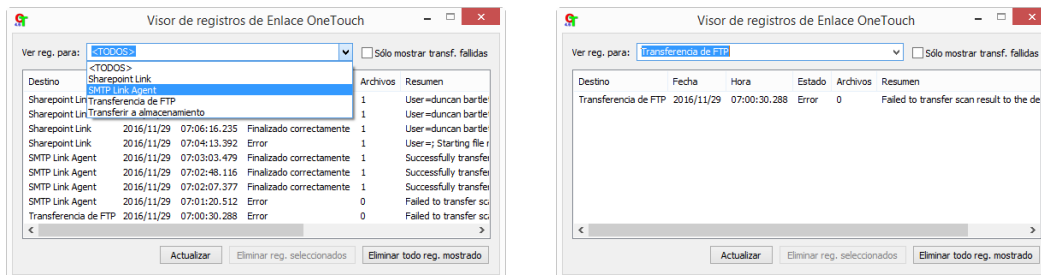 Visor de registros de Enlace OneTouch
Ver reg. para: <TODOS> Sólo mostrar transf. fallidas
<TODOS>
Sharepoint Link
SMTP Link Agent
Transferencia de FTP
Transferir a almacenamiento
Destino Archivos Resumen
Sharepoint Lin 1 User=duncan bartle
Sharepoint Lin 1 User=duncan bartle
Sharepoint Link 2016/11/29 07:06:16.235 Finalizado correctamente 1 User=duncan bartle
Sharepoint Link 2016/11/29 07:04:13.392 Error 1 User=; Starting file
SMTP Link Agent 2016/11/29 07:03:03.479 Finalizado correctamente 1 Successfully transfe
SMTP Link Agent 2016/11/29 07:02:48.116 Finalizado correctamente 1 Successfully transfe
SMTP Link Agent 2016/11/29 07:02:07.377 Finalizado correctamente 1 Successfully transfe
SMTP Link Agent 2016/11/29 07:01:20.512 Error 0 Failed to transfer sc
Transferencia de FTP 2016/11/29 07:00:30.288 Error 0 Failed to transfer sc
Actualizar Eliminar reg. seleccionados Eliminar todo reg. mostrado
Visor de registros de Enlace OneTouch
Ver reg. para: Transferencia de FTP Sólo mostrar transf. fallidas
Destino Fecha Hora Estado Archivos Resumen
Transferencia de FTP 2016/11/29 07:00:30.288 Error 0 Failed to transfer scan result to the de
Actualizar Eliminar reg. seleccionados Eliminar todo reg. mostrado